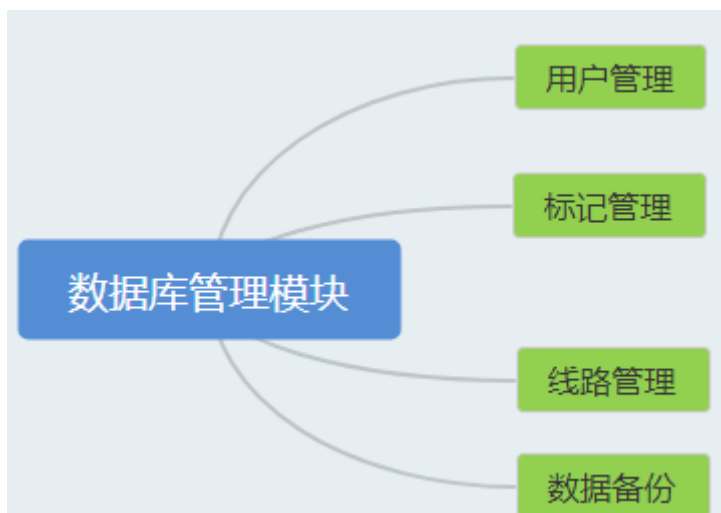 用户管理
标记管理
数据库管理模块
线路管理
数据备份